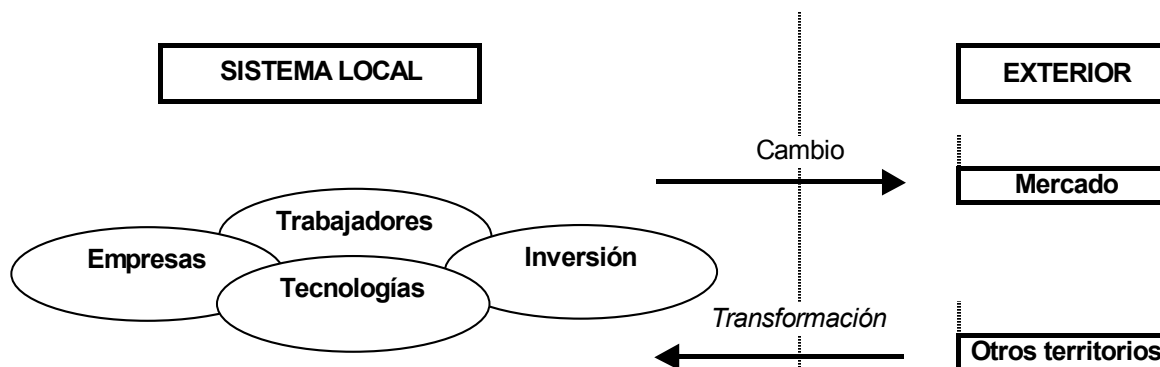 SISTEMA LOCAL
EXTERIOR
Cambio
Mercado
Trabajadores
Empresas
Inversión
Tecnologías
Transformación
Otros territorios